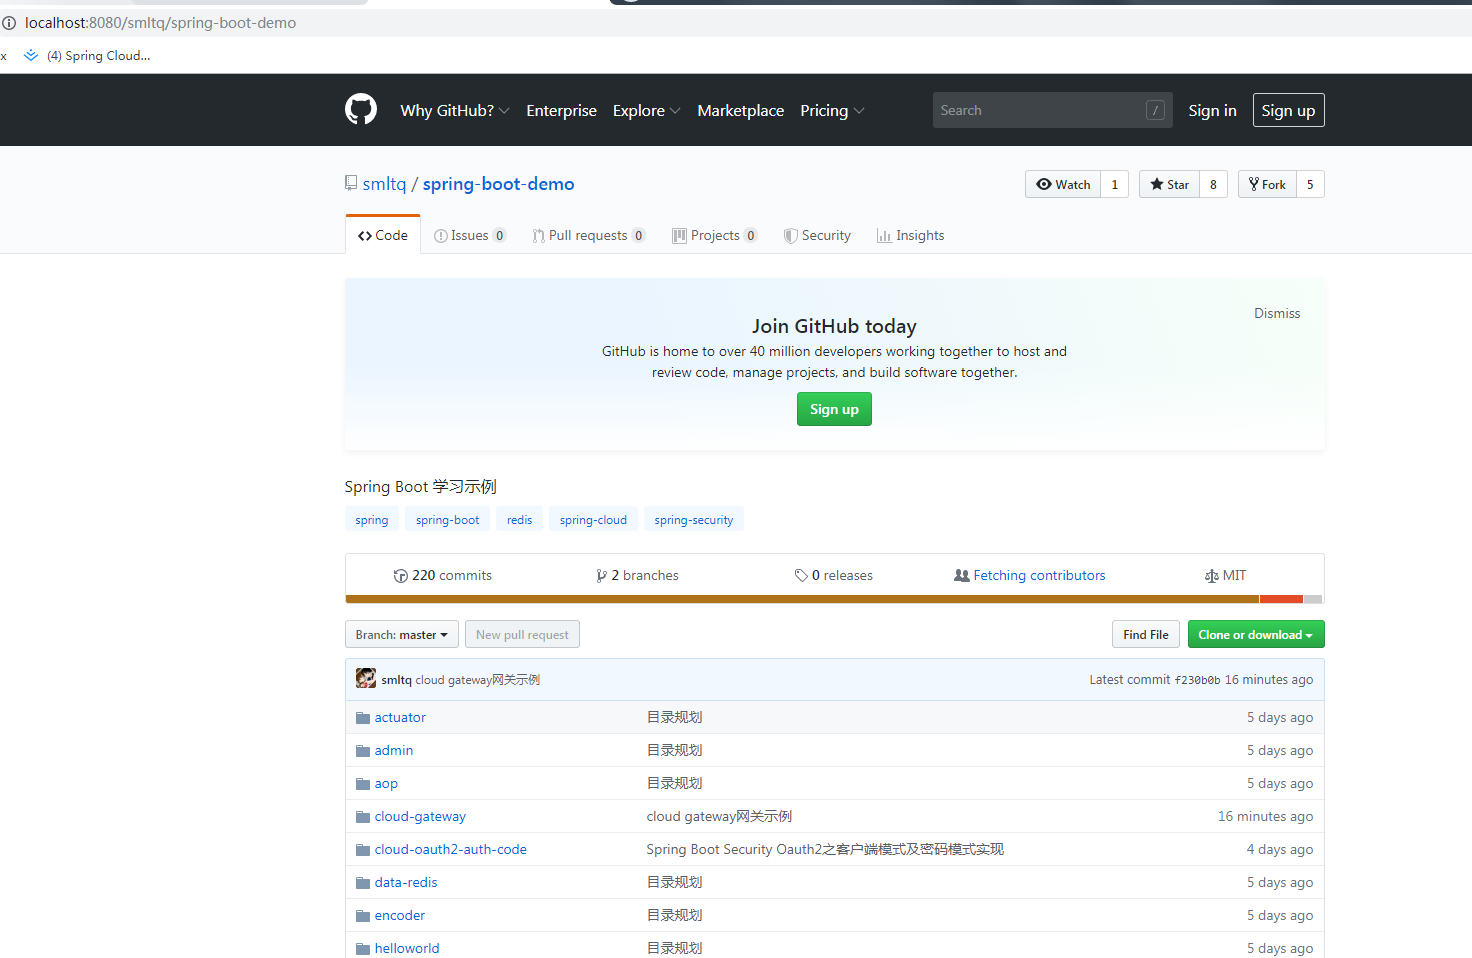 localhost:8080/smltq/spring-boot-demo
x (4) Spring Cloud...
Why GitHub? Enterprise Explore Marketplace Pricing Search / Sign in Sign up
smltq / spring-boot-demo Watch 1 Star 8 Fork 5
Code Issues 0 Pull requests 0 Projects 0 Security Insights
Dismiss
Join GitHub today
GitHub is home to over 40 million developers working together to host and
review code, manage projects, and build software together.
Sign up
Spring Boot 学习示例
spring spring-boot redis spring-cloud spring-security
220 commits 2 branches 0 releases Fetching contributors MIT
Branch: master New pull request Find File Clone or download
smltq cloud gateway网关示例 Latest commit f230b0b 16 minutes ago
actuator 目录规划 5 days ago
admin 目录规划 5 days ago
aop 目录规划 5 days ago
cloud-gateway cloud gateway网关示例 16 minutes ago
cloud-oauth2-auth-code Spring Boot Security Oauth2之客户端模式及密码模式实现 4 days ago
data-redis 目录规划 5 days ago
encoder 目录规划 5 days ago
helloworld 目录规划 5 days ago